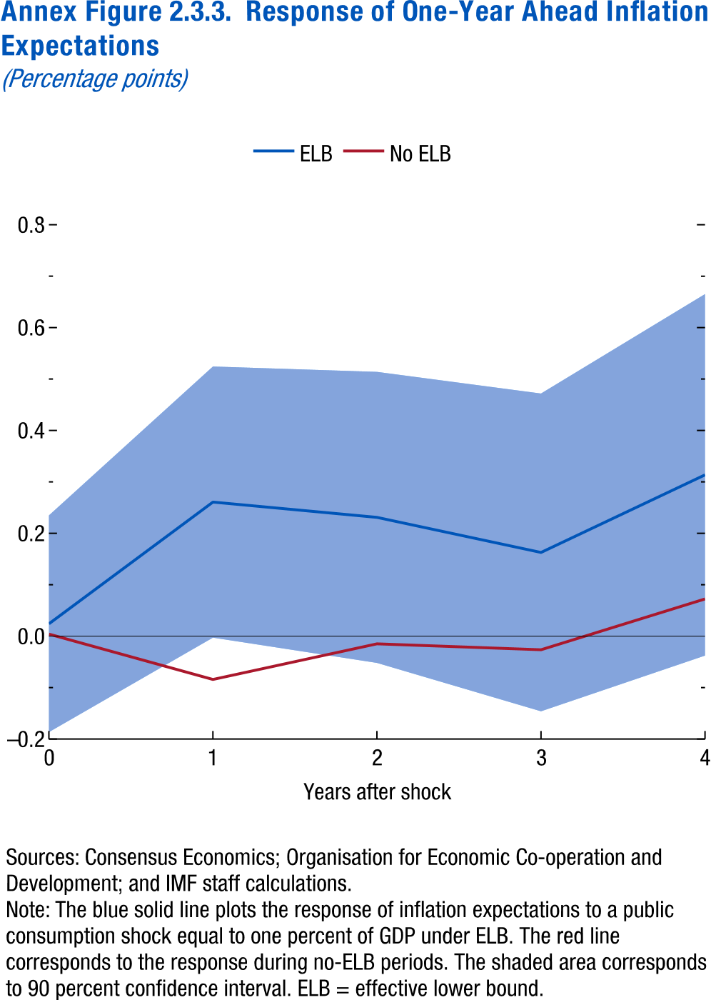 Annex Figure 2.3.3. Response of One-Year Ahead Inflation
Expectations
(Percentage points)
ELB No ELB
0.8
0.6
0.4
0.2
0.0
–0.2
0 1 2 3 4
Years after shock
Sources: Consensus Economics; Organisation for Economic Co-operation and
Development; and IMF staff calculations.
Note: The blue solid line plots the response of inflation expectations to a public
consumption shock equal to one percent of GDP under ELB. The red line
corresponds to the response during no-ELB periods. The shaded area corresponds
to 90 percent confidence interval. ELB = effective lower bound.